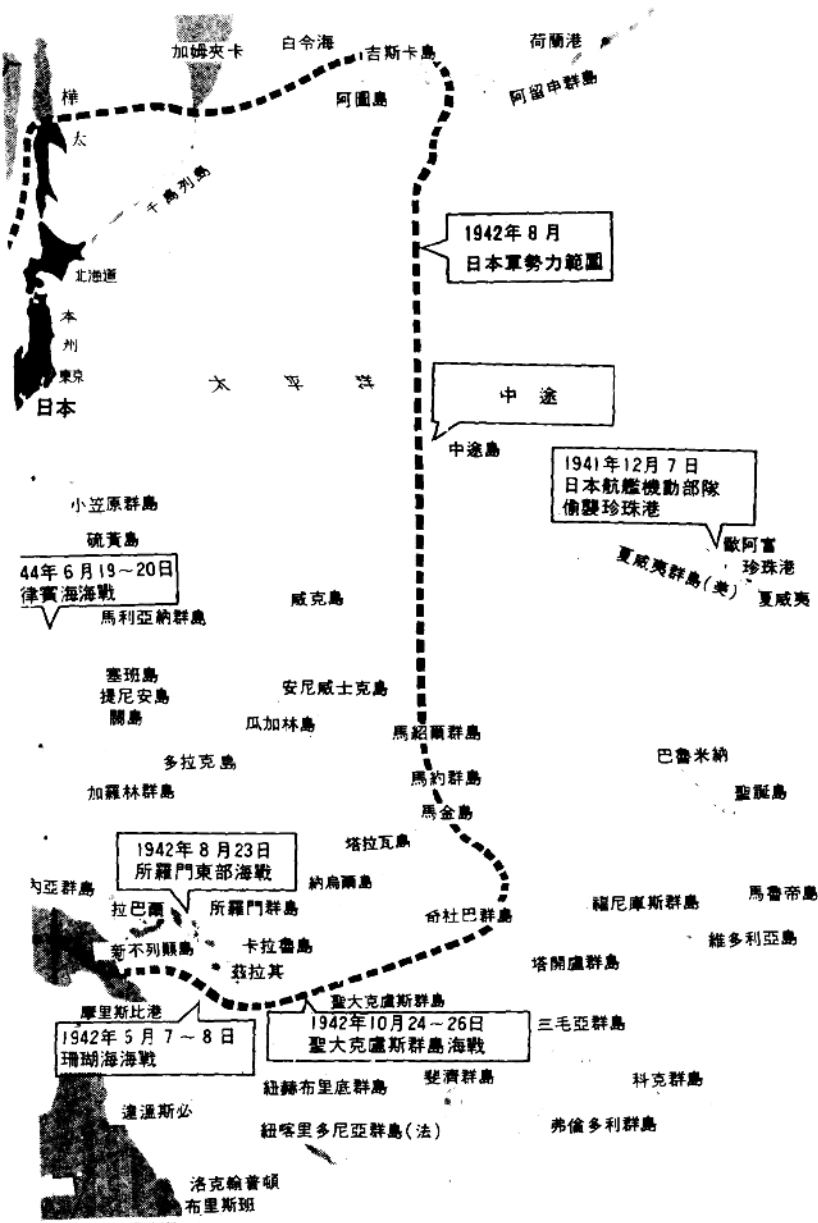 加姆夾卡
白令海
吉斯卡島
荷蘭港
阿圖島
阿留申群島
樺
太
千島列島
1942年8月
日本軍勢力範圍
北海道
本
州
東京
日本
太平洋
中途
中途島
1941年12月7日
日本航艦機動部隊
偷襲珍珠港
小笠原群島
硫黃島
歐阿富
珍珠港
夏威夷群島(美)
夏威夷
44年6月19～20日
律賓海海戰
馬利亞納群島
威克島
塞班島
提尼安島
關島
安尼威士克島
瓜加林島
馬紹爾群島
多拉克島
加羅林群島
馬約群島
馬金島
巴魯米納
聖誕島
1942年8月23日
所羅門東部海戰
塔拉瓦島
納烏爾島
內亞群島
拉巴爾
所羅門群島
奇社巴群島
福尼庫斯群島
馬魯帝島
新不列顛島
卡拉魯島
茲拉其
維多利亞島
塔開盧群島
摩里斯比港
聖大克盧斯群島
1942年5月7～8日
珊瑚海海戰
1942年10月24～26日
聖大克盧斯群島海戰
三毛亞群島
紐赫布里底群島
斐濟群島
科克群島
達溫斯必
紐喀里多尼亞群島(法)
弗倫多利群島
洛克翰普頓
布里斯班